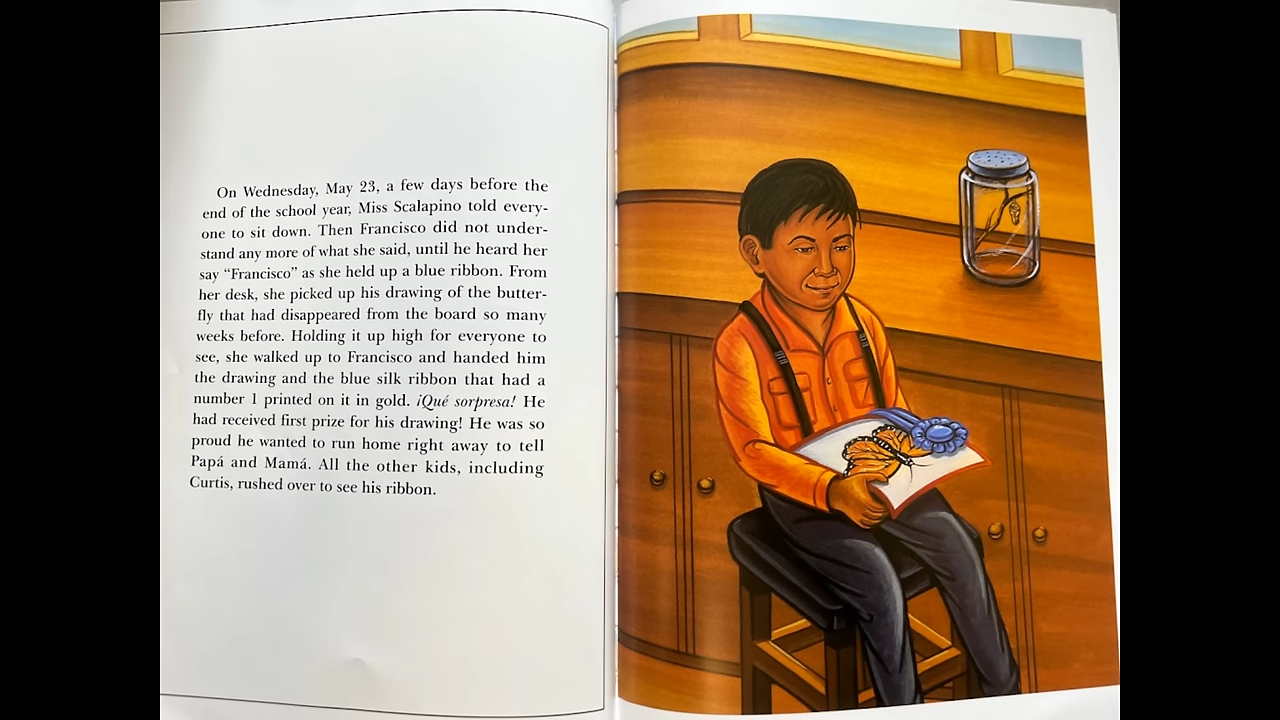 On Wednesday, May 23, a few days before the
end of the school year, Miss Scalapino told every-
one to sit down. Then Francisco did not under-
stand any more of what she said, until he heard her
say “Francisco” as she held up a blue ribbon. From
her desk, she picked up his drawing of the butter-
fly that had disappeared from the board so many
weeks before. Holding it up high for everyone to
see, she walked up to Francisco and handed him
the drawing and the blue silk ribbon that had a
number 1 printed on it in gold. ¡Qué sorpresa! He
had received first prize for his drawing! He was so
proud he wanted to run home right away to tell
Papá and Mamá. All the other kids, including
Curtis, rushed over to see his ribbon.